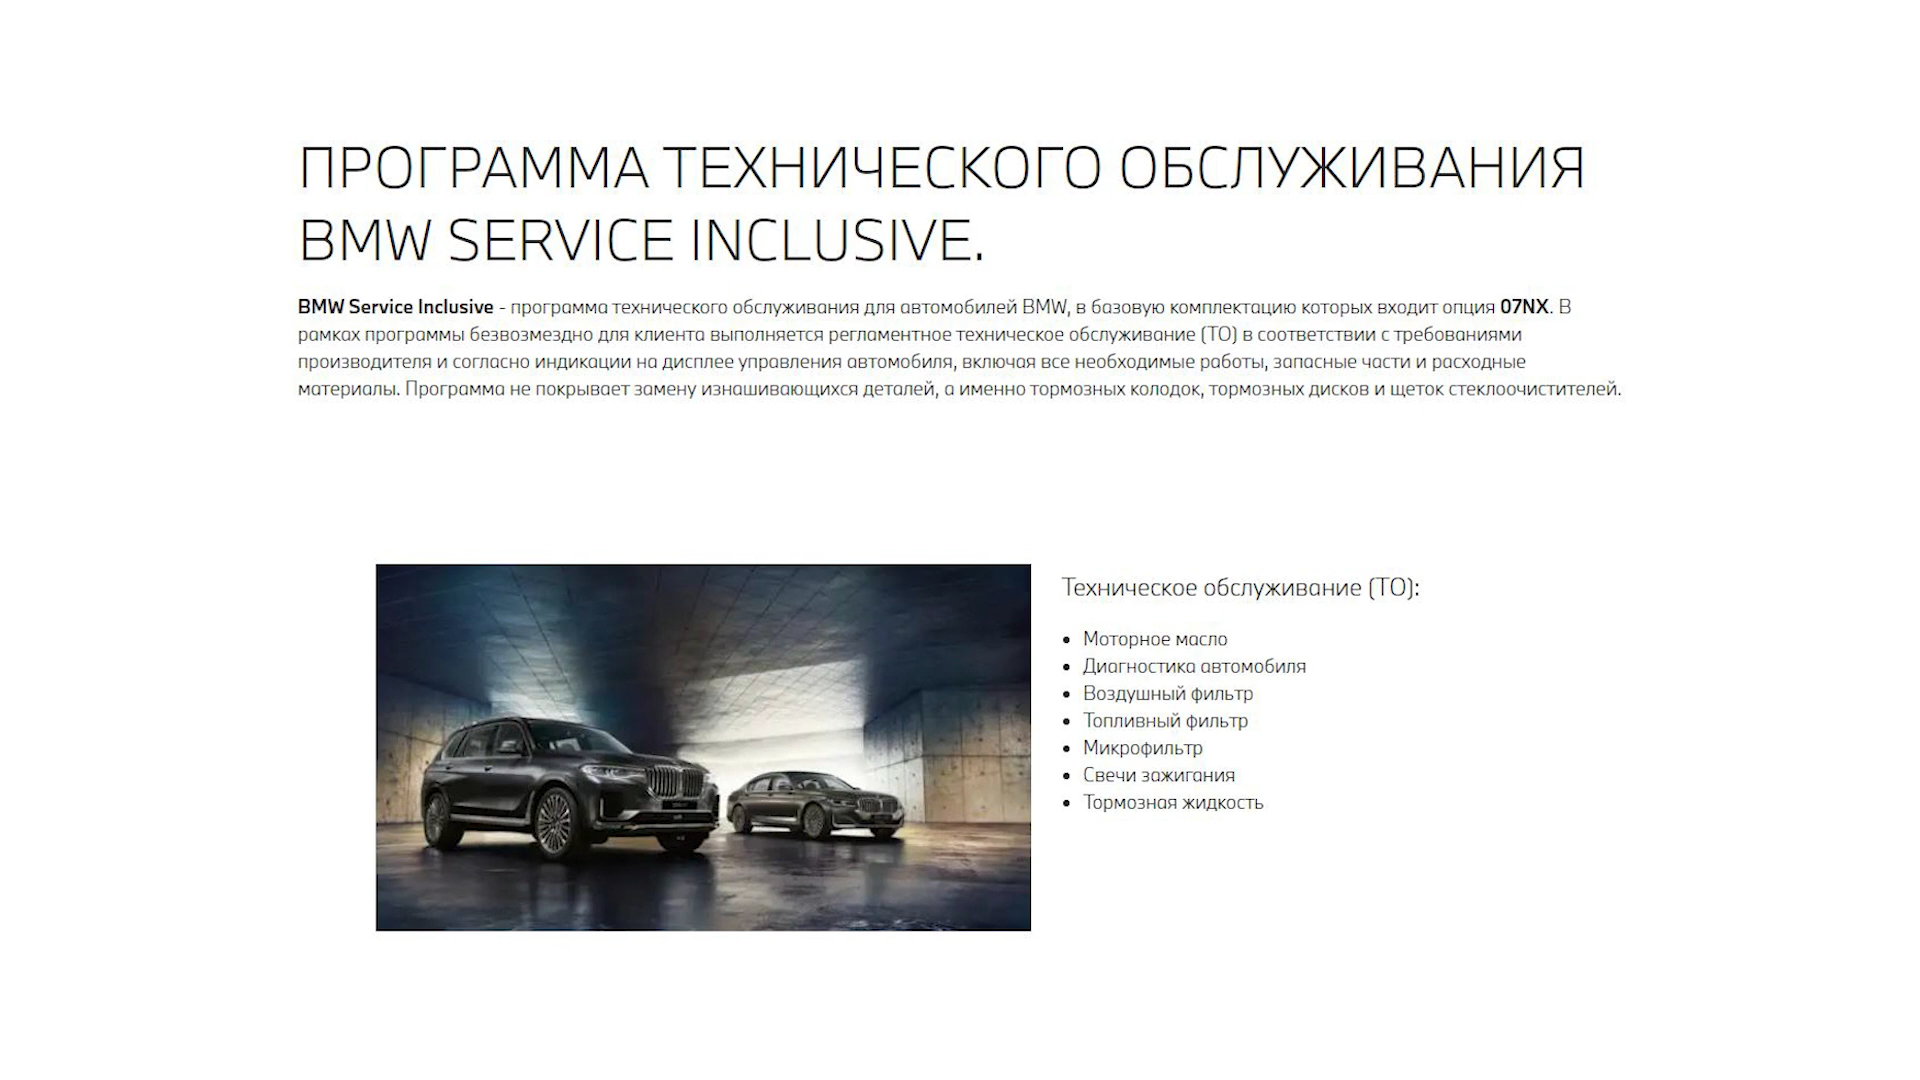 ПРОГРАММА ТЕХНИЧЕСКОГО ОБСЛУЖИВАНИЯ
BMW SERVICE INCLUSIVE.
BMW Service Inclusive - программа технического обслуживания для автомобилей BMW, в базовую комплектацию которых входит опция 07NX. В
рамках программы безвозмездно для клиента выполняется регламентное техническое обслуживание (ТО) в соответствии с требованиями
производителя и согласно индикации на дисплее управления автомобиля, включая все необходимые работы, запасные части и расходные
материалы. Программа не покрывает замену изнашивающихся деталей, а именно тормозных колодок, тормозных дисков и щеток стеклоочистителей.
Техническое обслуживание (ТО):
• Моторное масло
• Диагностика автомобиля
• Воздушный фильтр
• Топливный фильтр
• Микрофильтр
• Свечи зажигания
• Тормозная жидкость